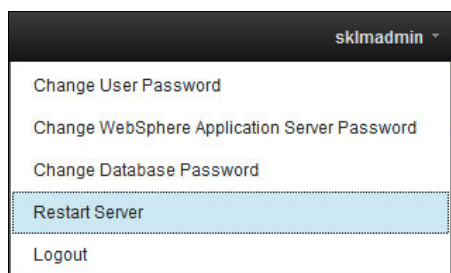 sklmadmin
Change User Password
Change WebSphere Application Server Password
Change Database Password
Restart Server
Logout